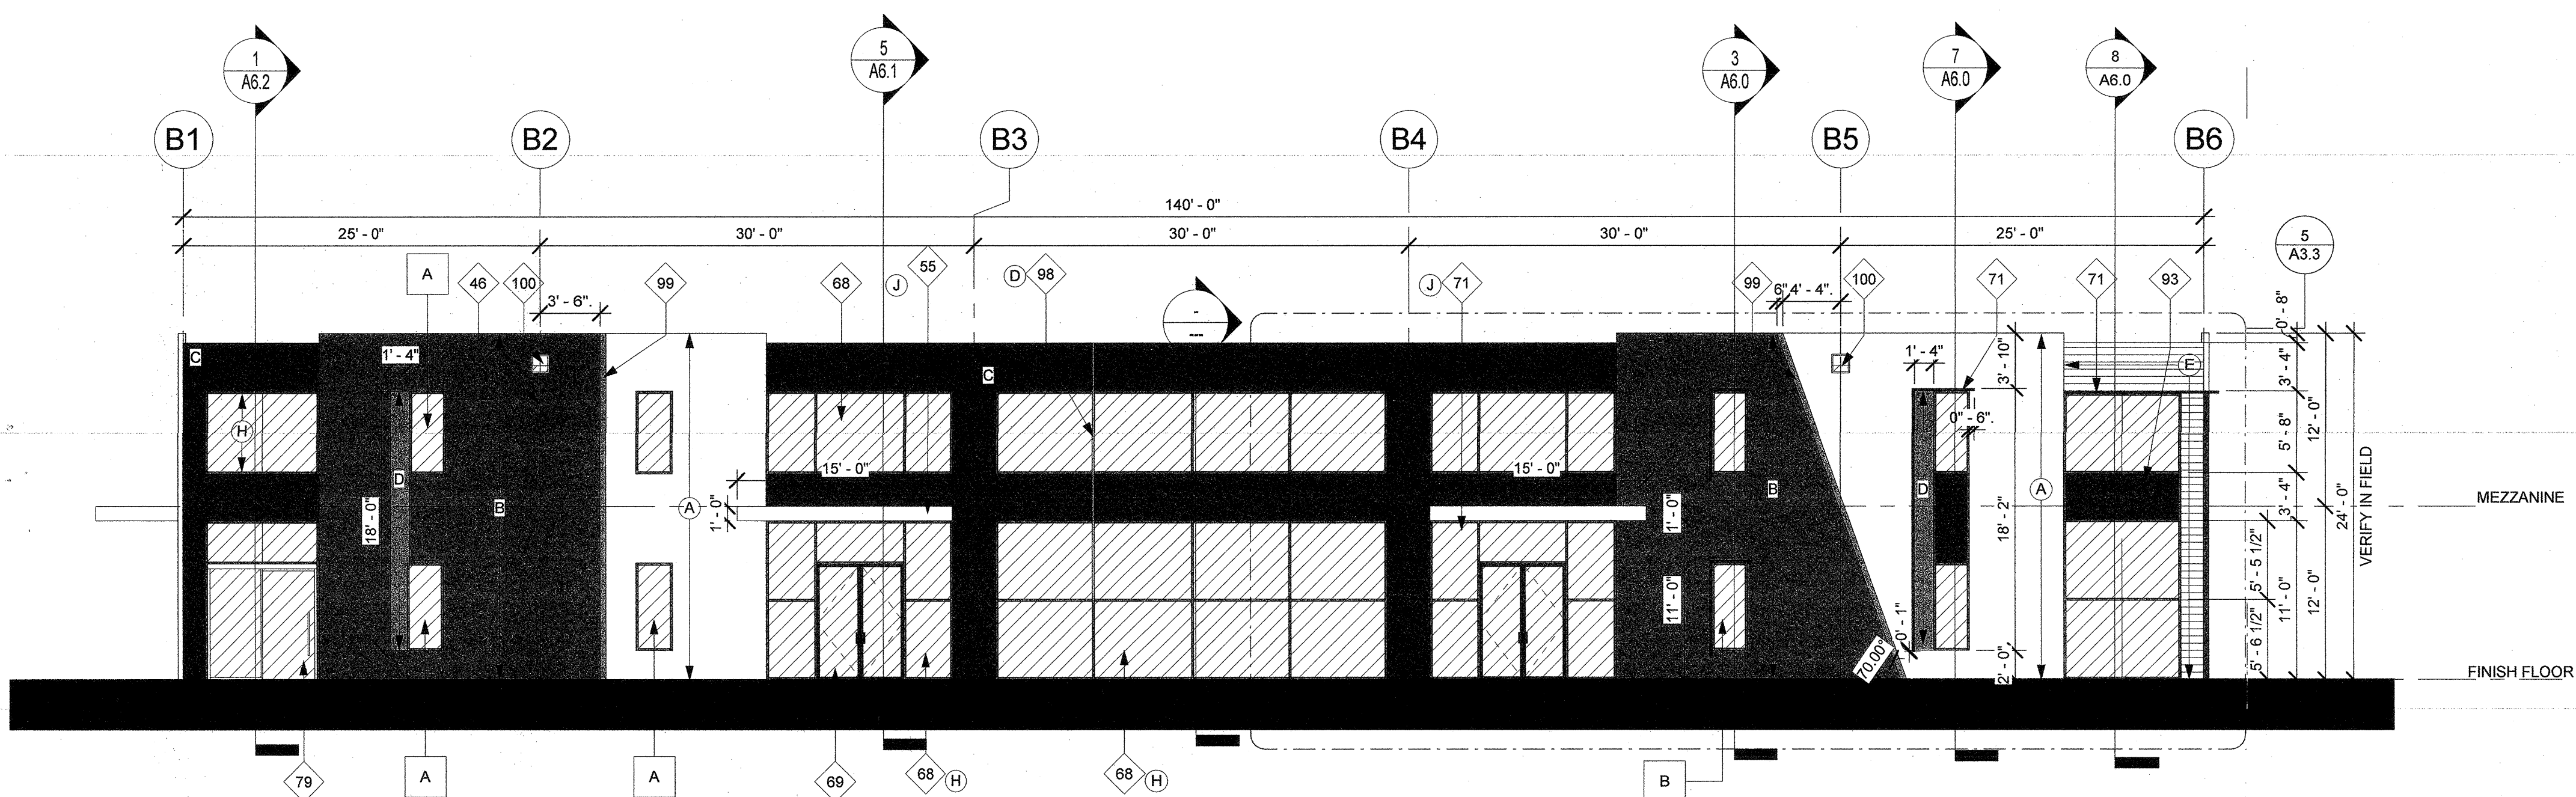 1
A6.2
5
A6.1
3
A6.0
7
A6.0
8
A6.0
B1
B2
B3
B4
B5
B6
140' - 0"
25' - 0"
30' - 0"
30' - 0"
30' - 0"
25' - 0"
5
A3.3
A
46
100
3' - 6".
99
68
J
55
D
98
J
71
99
6"
4' - 4".
100
71
71
93
0' - 8"
-
---
C
1' - 4"
C
1' - 4"
3' - 10"
E
3' - 4"
H
0" - 6".
5' - 8"
12' - 0"
D
15' - 0"
15' - 0"
B
A
B
D
A
MEZZANINE
18' - 0"
1' - 0"
1' - 0"
18' - 2"
3' - 4"
24' - 0"
VERIFY IN FIELD
5' - 5 1/2"
11' - 0"
11' - 0"
12' - 0"
0' - 1"
70.00°
2' - 0"
5' - 6 1/2"
FINISH FLOOR
79
A
A
69
68
H
68
H
B